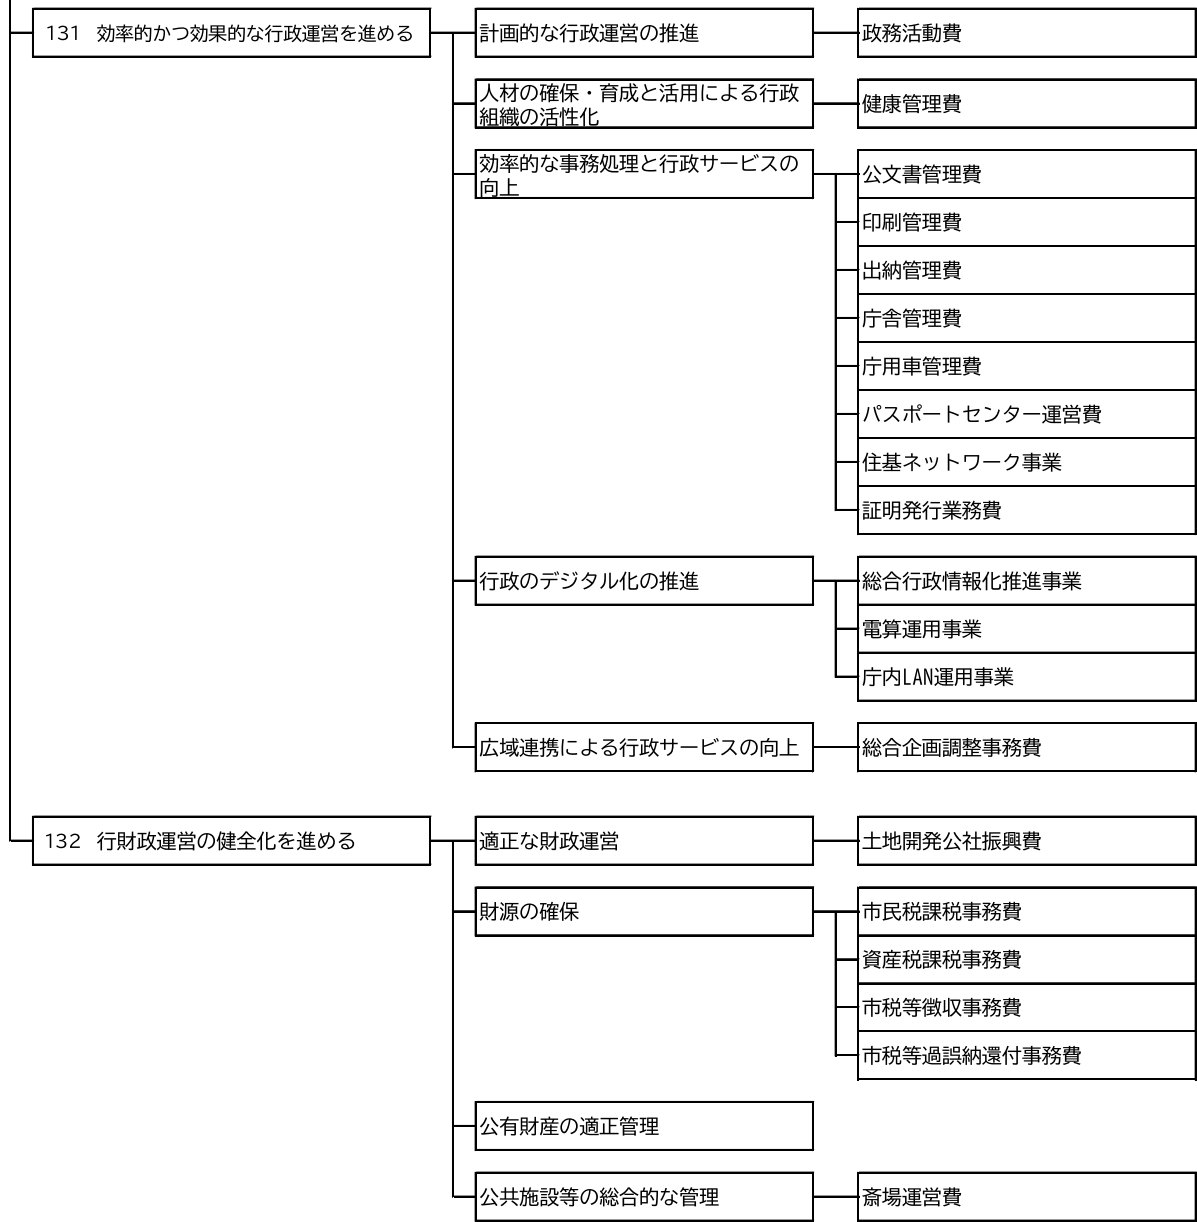 131 効率的かつ効果的な行政運営を進める
計画的な行政運営の推進
政務活動費
人材の確保・育成と活用による行政
組織の活性化
健康管理費
効率的な事務処理と行政サービスの
向上
公文書管理費
印刷管理費
出納管理費
庁舎管理費
庁用車管理費
パスポートセンター運営費
住基ネットワーク事業
証明発行業務費
行政のデジタル化の推進
総合行政情報化推進事業
電算運用事業
庁内LAN運用事業
広域連携による行政サービスの向上
総合企画調整事務費
132 行財政運営の健全化を進める
適正な財政運営
土地開発公社振興費
財源の確保
市民税課税事務費
資産税課税事務費
市税等徴収事務費
市税等過誤納還付事務費
公有財産の適正管理
公共施設等の総合的な管理
斎場運営費